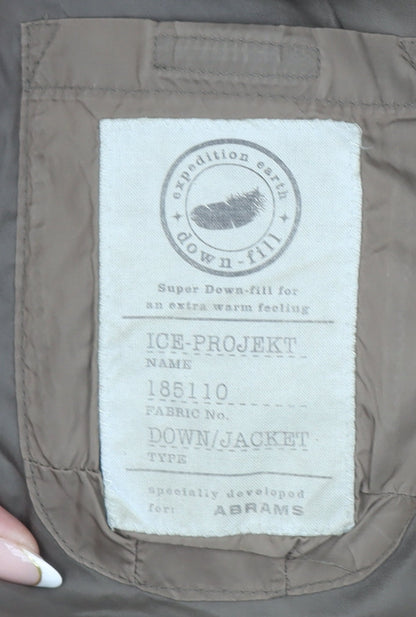 expedition earth
down-fill
Super Down-fill for
an extra warm feeling
ICE-PROJEKT
NAME
185110
FABRIC No.
DOWN/JACKET
TYPE
specially developed
for: ABRAMS